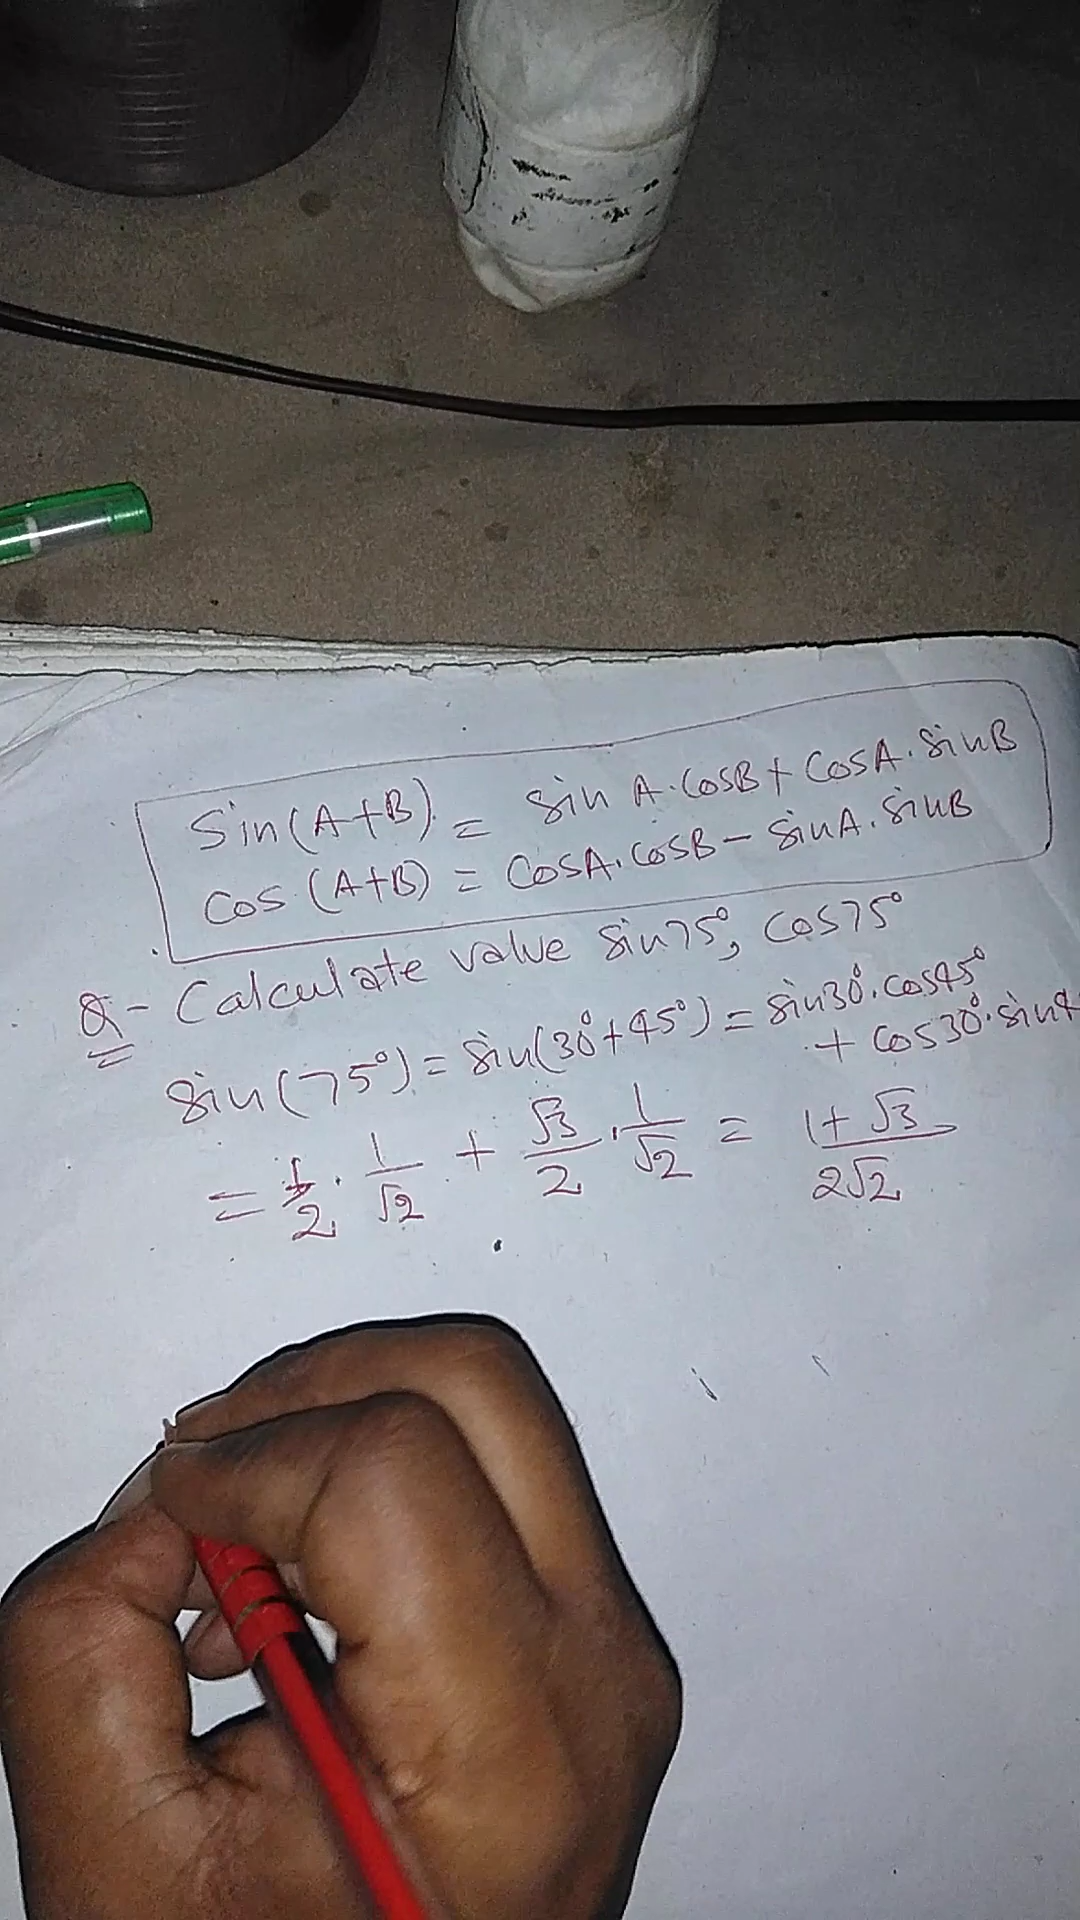 Sin(A+B) = sin A.cosB + cosA.sinB
cos (A+B) = cosA.cosB - sinA.sinB
Q - Calculate value sin75°, cos75°
sin(75°) = sin(30°+45°) = sin30°.cos45°
+ cos30°.sin4
= 1/2 . 1/√2 + √3/2 . 1/√2 = 1+√3/2√2